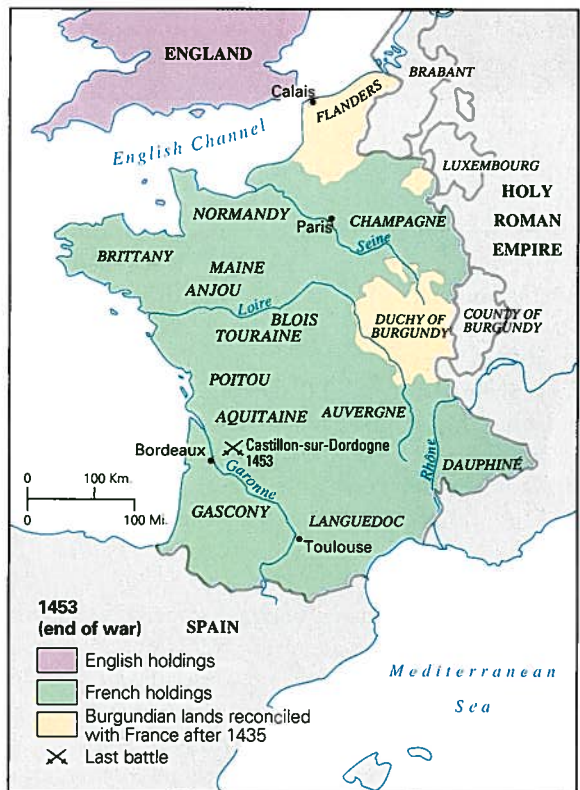 ENGLAND
BRABANT
Calais
FLANDERS
English Channel
LUXEMBOURG
HOLY
ROMAN
EMPIRE
NORMANDY
Paris
CHAMPAGNE
Seine
BRITTANY
MAINE
ANJOU
Loire
BLOIS
TOURAINE
DUCHY OF
BURGUNDY
COUNTY OF
BURGUNDY
POITOU
AQUITAINE
AUVERGNE
Bordeaux
Castillon-sur-Dordogne
1453
Garonne
Rhône
DAUPHINÉ
0 100 Km.
0 100 Mi.
GASCONY
LANGUEDOC
Toulouse
1453
(end of war)
SPAIN
English holdings
French holdings
Burgundian lands reconciled
with France after 1435
Last battle
Mediterranean
Sea